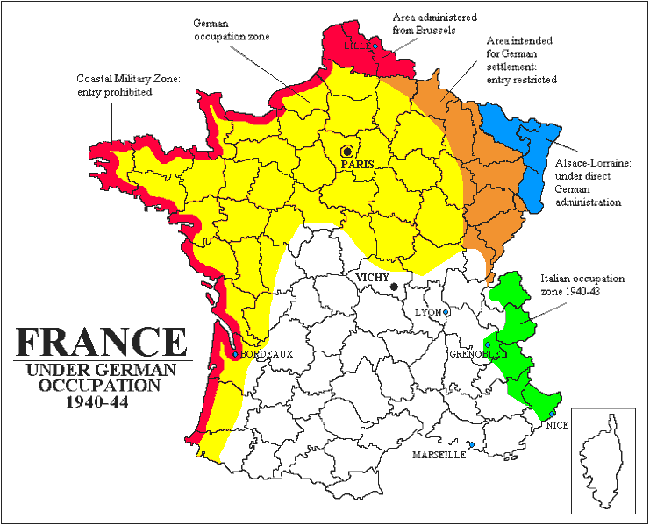 German
occupation zone
Area administered
from Brussels
Area intended
for German
settlement:
entry restricted
Coastal Military Zone:
entry prohibited
PARIS
Alsace-Lorraine:
under direct
German
administration
VICHY
Italian occupation
zone 1940-43
LYON
FRANCE
UNDER GERMAN
OCCUPATION
1940-44
BORDEAUX
GRENOBLE
NICE
MARSEILLE